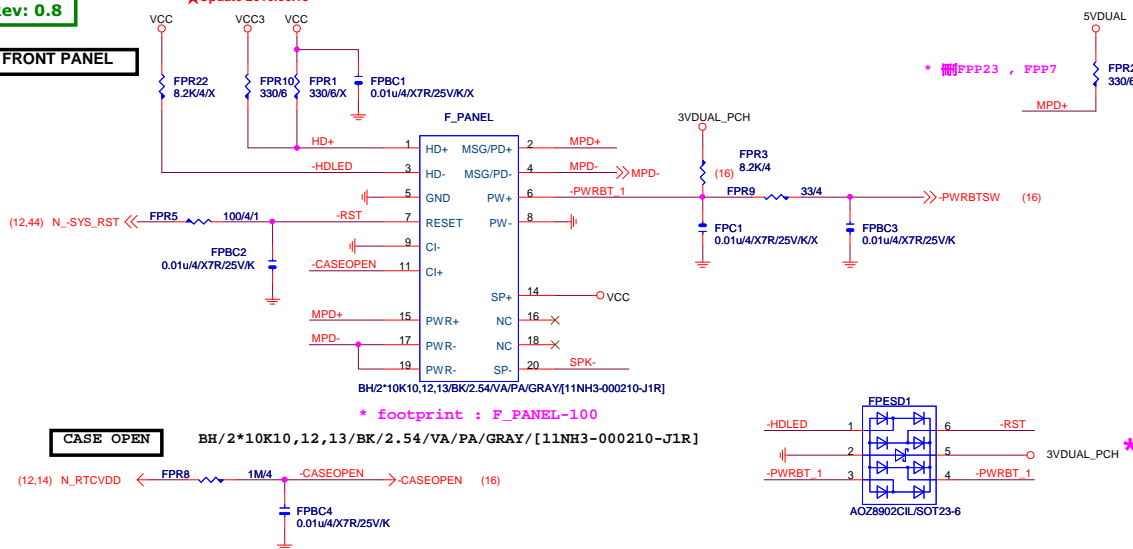 Rev: 0.8
FRONT PANEL
VCC
VCC3
VCC
5VDUAL
FPR22
8.2K/4/X
FPR10
330/6
FPR1
330/6/X
FPBC1
0.01u/4/X7R/25V/K/X
* 刪FPP23 , FPP7
MPD+
F_PANEL
3VDUAL_PCH
HD+
1
HD+
MSG/PD+
2
MPD+
-HDLED
3
HD-
MSG/PD-
4
MPD-
MPD-
(16)
FPR3
8.2K/4
5
GND
PW+
6
-PWRBT_1
FPR9
33/4
-PWRBTSW
(16)
(12,44)
N_-SYS_RST
FPR5
100/4/1
-RST
7
RESET
PW-
8
FPC1
0.01u/4/X7R/25V/K/X
FPBC3
0.01u/4/X7R/25V/K
FPBC2
0.01u/4/X7R/25V/K
9
CI-
-CASEOPEN
11
CI+
SP+
14
VCC
MPD+
15
PWR+
NC
16
MPD-
17
PWR-
NC
18
19
PWR-
SP-
20
SPK-
BH/2*10K10,12,13/BK/2.54/VA/PA/GRAY/[11NH3-000210-J1R]
* footprint : F_PANEL-100
CASE OPEN
BH/2*10K10,12,13/BK/2.54/VA/PA/GRAY/[11NH3-000210-J1R]
(12,14)
N_RTCVDD
FPR8
1M/4
-CASEOPEN
-CASEOPEN
(16)
FPBC4
0.01u/4/X7R/25V/K
FPESD1
-HDLED
1
6
-RST
2
5
3VDUAL_PCH
-PWRBT_1
3
4
-PWRBT_1
AOZ8902CIL/SOT23-6